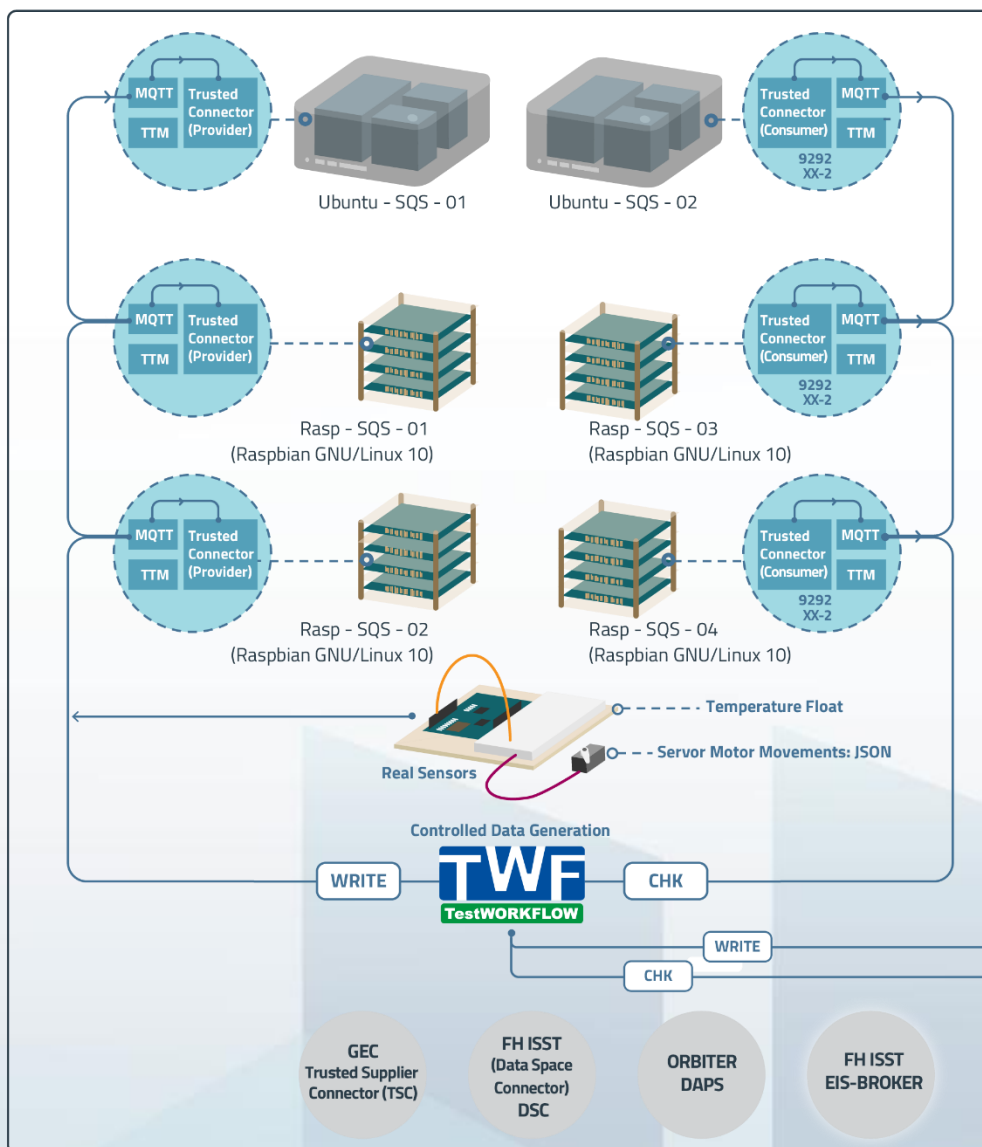 MQTT
Trusted
Connector
(Provider)
TTM
Ubuntu - SQS - 01
Ubuntu - SQS - 02
Trusted
Connector
(Consumer)
MQTT
TTM
9292
XX-2
MQTT
Trusted
Connector
(Provider)
TTM
Rasp - SQS - 01
(Raspbian GNU/Linux 10)
Rasp - SQS - 03
(Raspbian GNU/Linux 10)
Trusted
Connector
(Consumer)
MQTT
TTM
9292
XX-2
MQTT
Trusted
Connector
(Provider)
TTM
Rasp - SQS - 02
(Raspbian GNU/Linux 10)
Rasp - SQS - 04
(Raspbian GNU/Linux 10)
Trusted
Connector
(Consumer)
MQTT
TTM
9292
XX-2
Temperature Float
Servor Motor Movements: JSON
Real Sensors
Controlled Data Generation
WRITE
TWF
TestWORKFLOW
CHK
WRITE
CHK
GEC
Trusted Supplier
Connector (TSC)
FH ISST
(Data Space
Connector)
DSC
ORBITER
DAPS
FH ISST
EIS-BROKER